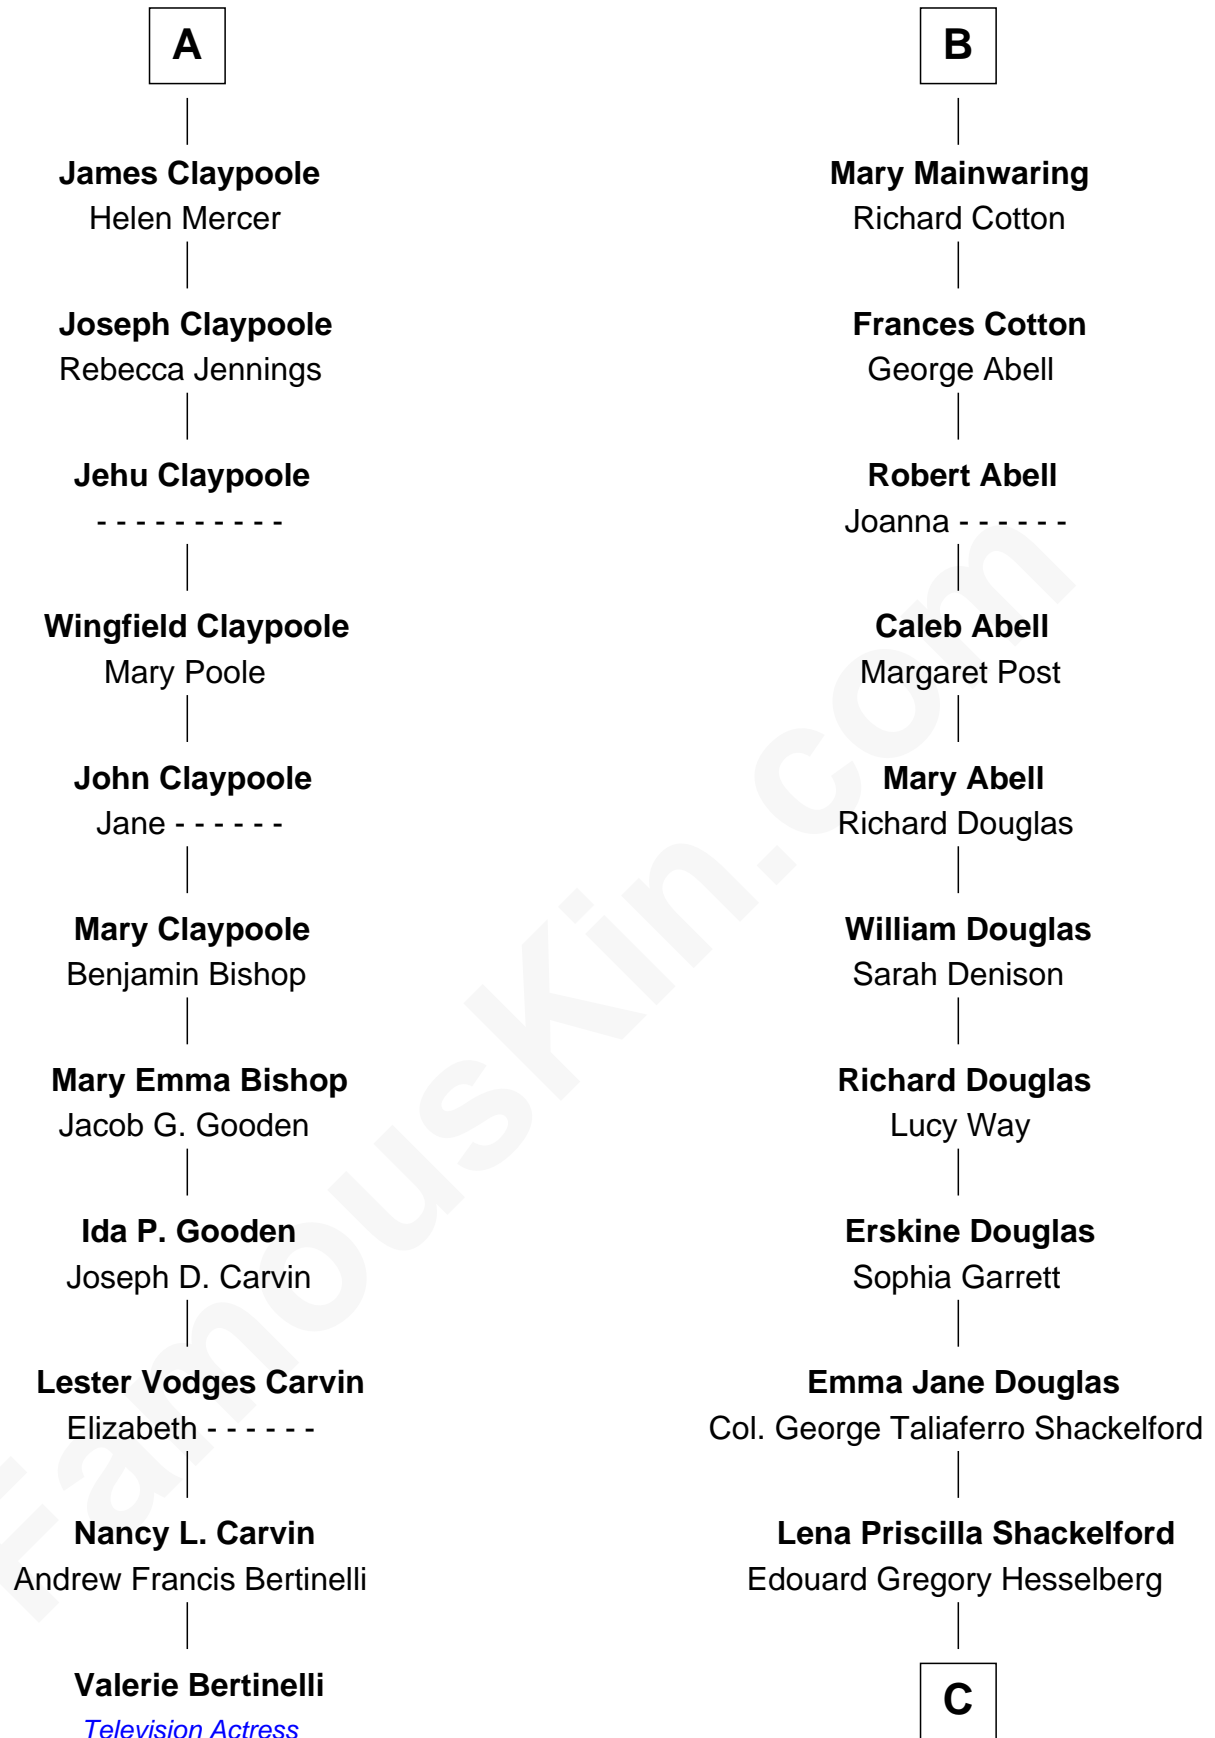 A
James Claypoole
Helen Mercer
Joseph Claypoole
Rebecca Jennings
Jehu Claypoole
- - - - - - - - - -
Wingfield Claypoole
Mary Poole
John Claypoole
Jane - - - - - -
Mary Claypoole
Benjamin Bishop
Mary Emma Bishop
Jacob G. Gooden
Ida P. Gooden
Joseph D. Carvin
Lester Vodges Carvin
Elizabeth - - - - - -
Nancy L. Carvin
Andrew Francis Bertinelli
Valerie Bertinelli
Television Actress
B
Mary Mainwaring
Richard Cotton
Frances Cotton
George Abell
Robert Abell
Joanna - - - - - -
Caleb Abell
Margaret Post
Mary Abell
Richard Douglas
William Douglas
Sarah Denison
Richard Douglas
Lucy Way
Erskine Douglas
Sophia Garrett
Emma Jane Douglas
Col. George Taliaferro Shackelford
Lena Priscilla Shackelford
Edouard Gregory Hesselberg
C
FamousKin.com